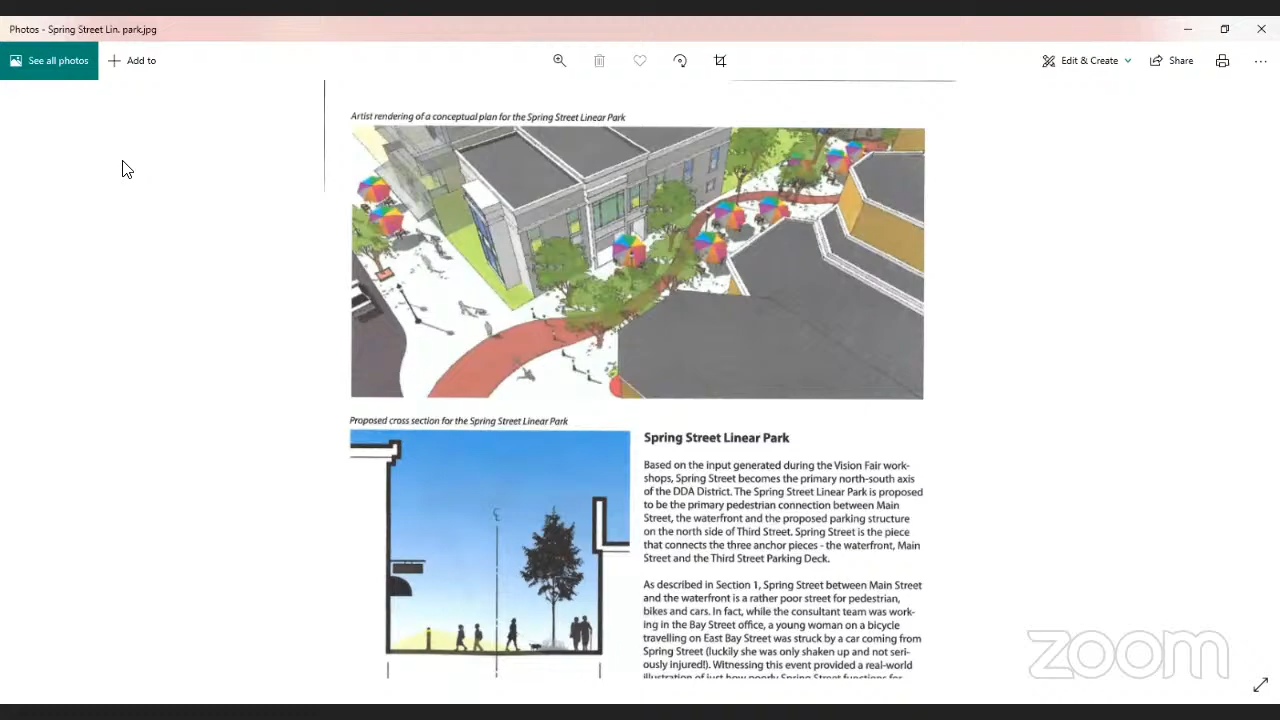 Photos - Spring Street Lin. park.jpg
See all photos
Add to
Edit & Create
Share
Artist rendering of a conceptual plan for the Spring Street Linear Park
Proposed cross section for the Spring Street Linear Park
Spring Street Linear Park
Based on the input generated during the Vision Fair work-
shops, Spring Street becomes the primary north-south axis
of the DDA District. The Spring Street Linear Park is proposed
to be the primary pedestrian connection between Main
Street, the waterfront and the proposed parking structure
on the north side of Third Street. Spring Street is the piece
that connects the three anchor pieces - the waterfront, Main
Street and the Third Street Parking Deck.
As described in Section 1, Spring Street between Main Street
and the waterfront is a rather poor street for pedestrian,
bikes and cars. In fact, while the consultant team was work-
ing in the Bay Street office, a young woman on a bicycle
travelling on East Bay Street was struck by a car coming from
Spring Street (luckily she was only shaken up and not seri-
ously injured!). Witnessing this event provided a real-world
illustration of just how poorly Spring Street functions for
zoom